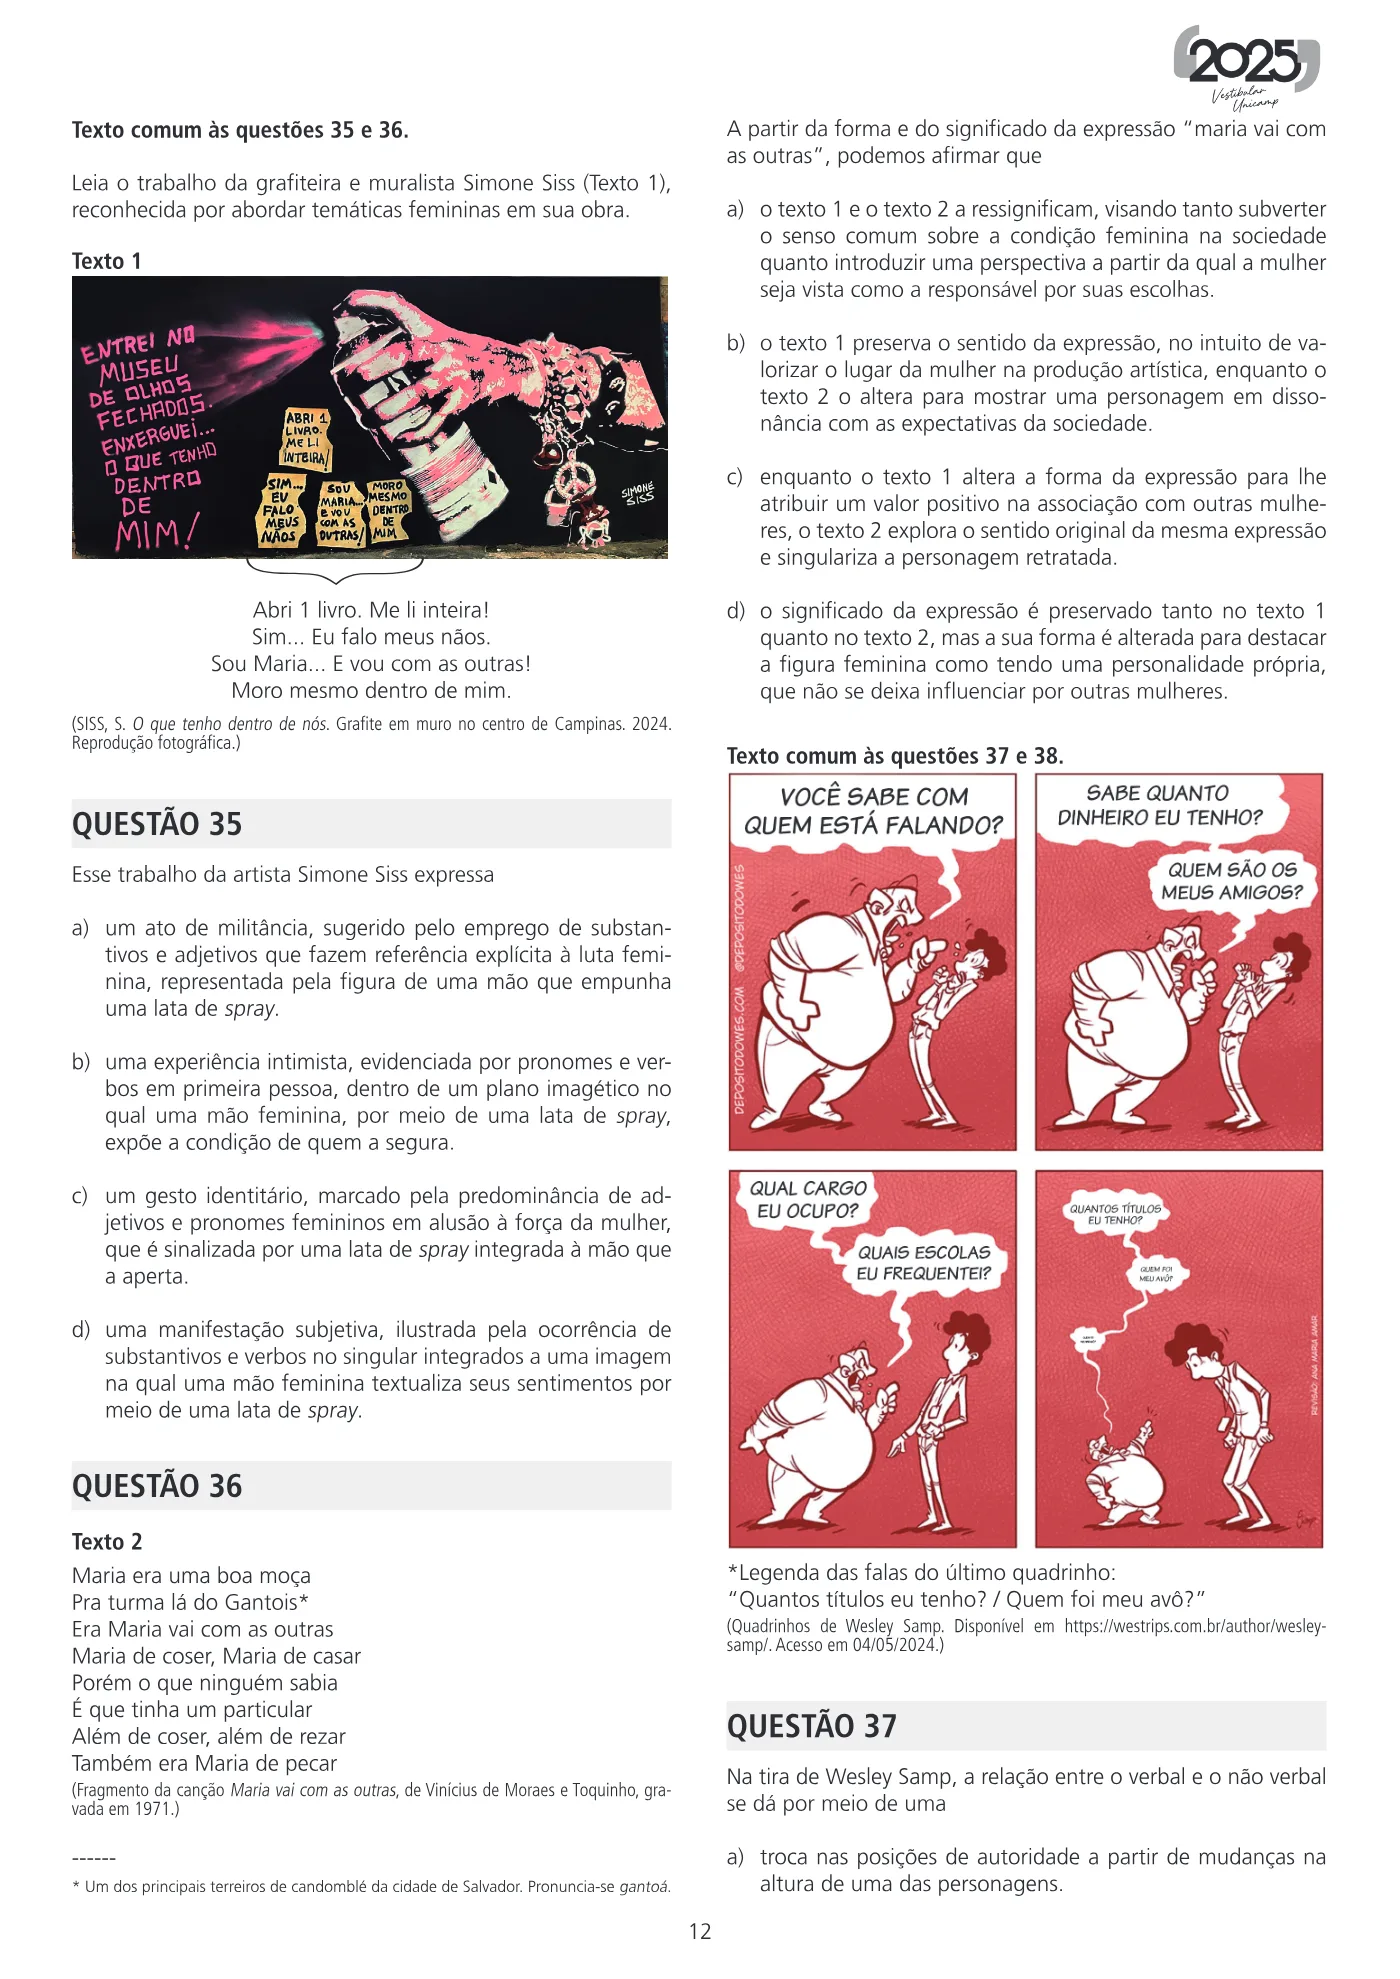 2025
Vestibular
Unicamp
Texto comum às questões 35 e 36.
Leia o trabalho da grafiteira e muralista Simone Siss (Texto 1),
reconhecida por abordar temáticas femininas em sua obra.
Texto 1
ENTREI NO
MUSEU
DE OLHOS
FECHADOS.
ENXERGUEI...
O QUE TENHO
DENTRO
DE
MIM!
ABRI 1
LIVRO.
ME LI
INTEIRA!
SIM...
EU
FALO
MEUS
NÃOS
SOU
MARIA...
E VOU
COM AS
OUTRAS!
MORO
MESMO
DENTRO
DE
MIM
SIMONE
SISS
Abri 1 livro. Me li inteira!
Sim... Eu falo meus nãos.
Sou Maria... E vou com as outras!
Moro mesmo dentro de mim.
(SISS, S. O que tenho dentro de nós. Grafite em muro no centro de Campinas. 2024.
Reprodução fotográfica.)
QUESTÃO 35
Esse trabalho da artista Simone Siss expressa
a) um ato de militância, sugerido pelo emprego de substan-
tivos e adjetivos que fazem referência explícita à luta femi-
nina, representada pela figura de uma mão que empunha
uma lata de spray.
b) uma experiência intimista, evidenciada por pronomes e ver-
bos em primeira pessoa, dentro de um plano imagético no
qual uma mão feminina, por meio de uma lata de spray,
expõe a condição de quem a segura.
c) um gesto identitário, marcado pela predominância de ad-
jetivos e pronomes femininos em alusão à força da mulher,
que é sinalizada por uma lata de spray integrada à mão que
a aperta.
d) uma manifestação subjetiva, ilustrada pela ocorrência de
substantivos e verbos no singular integrados a uma imagem
na qual uma mão feminina textualiza seus sentimentos por
meio de uma lata de spray.
QUESTÃO 36
Texto 2
Maria era uma boa moça
Pra turma lá do Gantois*
Era Maria vai com as outras
Maria de coser, Maria de casar
Porém o que ninguém sabia
É que tinha um particular
Além de coser, além de rezar
Também era Maria de pecar
(Fragmento da canção Maria vai com as outras, de Vinícius de Moraes e Toquinho, gra-
vada em 1971.)
------
* Um dos principais terreiros de candomblé da cidade de Salvador. Pronuncia-se gantoá.
A partir da forma e do significado da expressão “maria vai com
as outras”, podemos afirmar que
a) o texto 1 e o texto 2 a ressignificam, visando tanto subverter
o senso comum sobre a condição feminina na sociedade
quanto introduzir uma perspectiva a partir da qual a mulher
seja vista como a responsável por suas escolhas.
b) o texto 1 preserva o sentido da expressão, no intuito de va-
lorizar o lugar da mulher na produção artística, enquanto o
texto 2 o altera para mostrar uma personagem em disso-
nância com as expectativas da sociedade.
c) enquanto o texto 1 altera a forma da expressão para lhe
atribuir um valor positivo na associação com outras mulhe-
res, o texto 2 explora o sentido original da mesma expressão
e singulariza a personagem retratada.
d) o significado da expressão é preservado tanto no texto 1
quanto no texto 2, mas a sua forma é alterada para destacar
a figura feminina como tendo uma personalidade própria,
que não se deixa influenciar por outras mulheres.
Texto comum às questões 37 e 38.
VOCÊ SABE COM
QUEM ESTÁ FALANDO?
DEPOSITODOWES.COM @DEPOSITODOWES
SABE QUANTO
DINHEIRO EU TENHO?
QUEM SÃO OS
MEUS AMIGOS?
QUAL CARGO
EU OCUPO?
QUAIS ESCOLAS
EU FREQUENTEI?
QUANTOS TÍTULOS
EU TENHO?
QUEM FOI
MEU AVÔ?
REVISÃO: ANA MARIA AMAR
*Legenda das falas do último quadrinho:
“Quantos títulos eu tenho? / Quem foi meu avô?”
(Quadrinhos de Wesley Samp. Disponível em https://westrips.com.br/author/wesley-
samp/. Acesso em 04/05/2024.)
QUESTÃO 37
Na tira de Wesley Samp, a relação entre o verbal e o não verbal
se dá por meio de uma
a) troca nas posições de autoridade a partir de mudanças na
altura de uma das personagens.
12